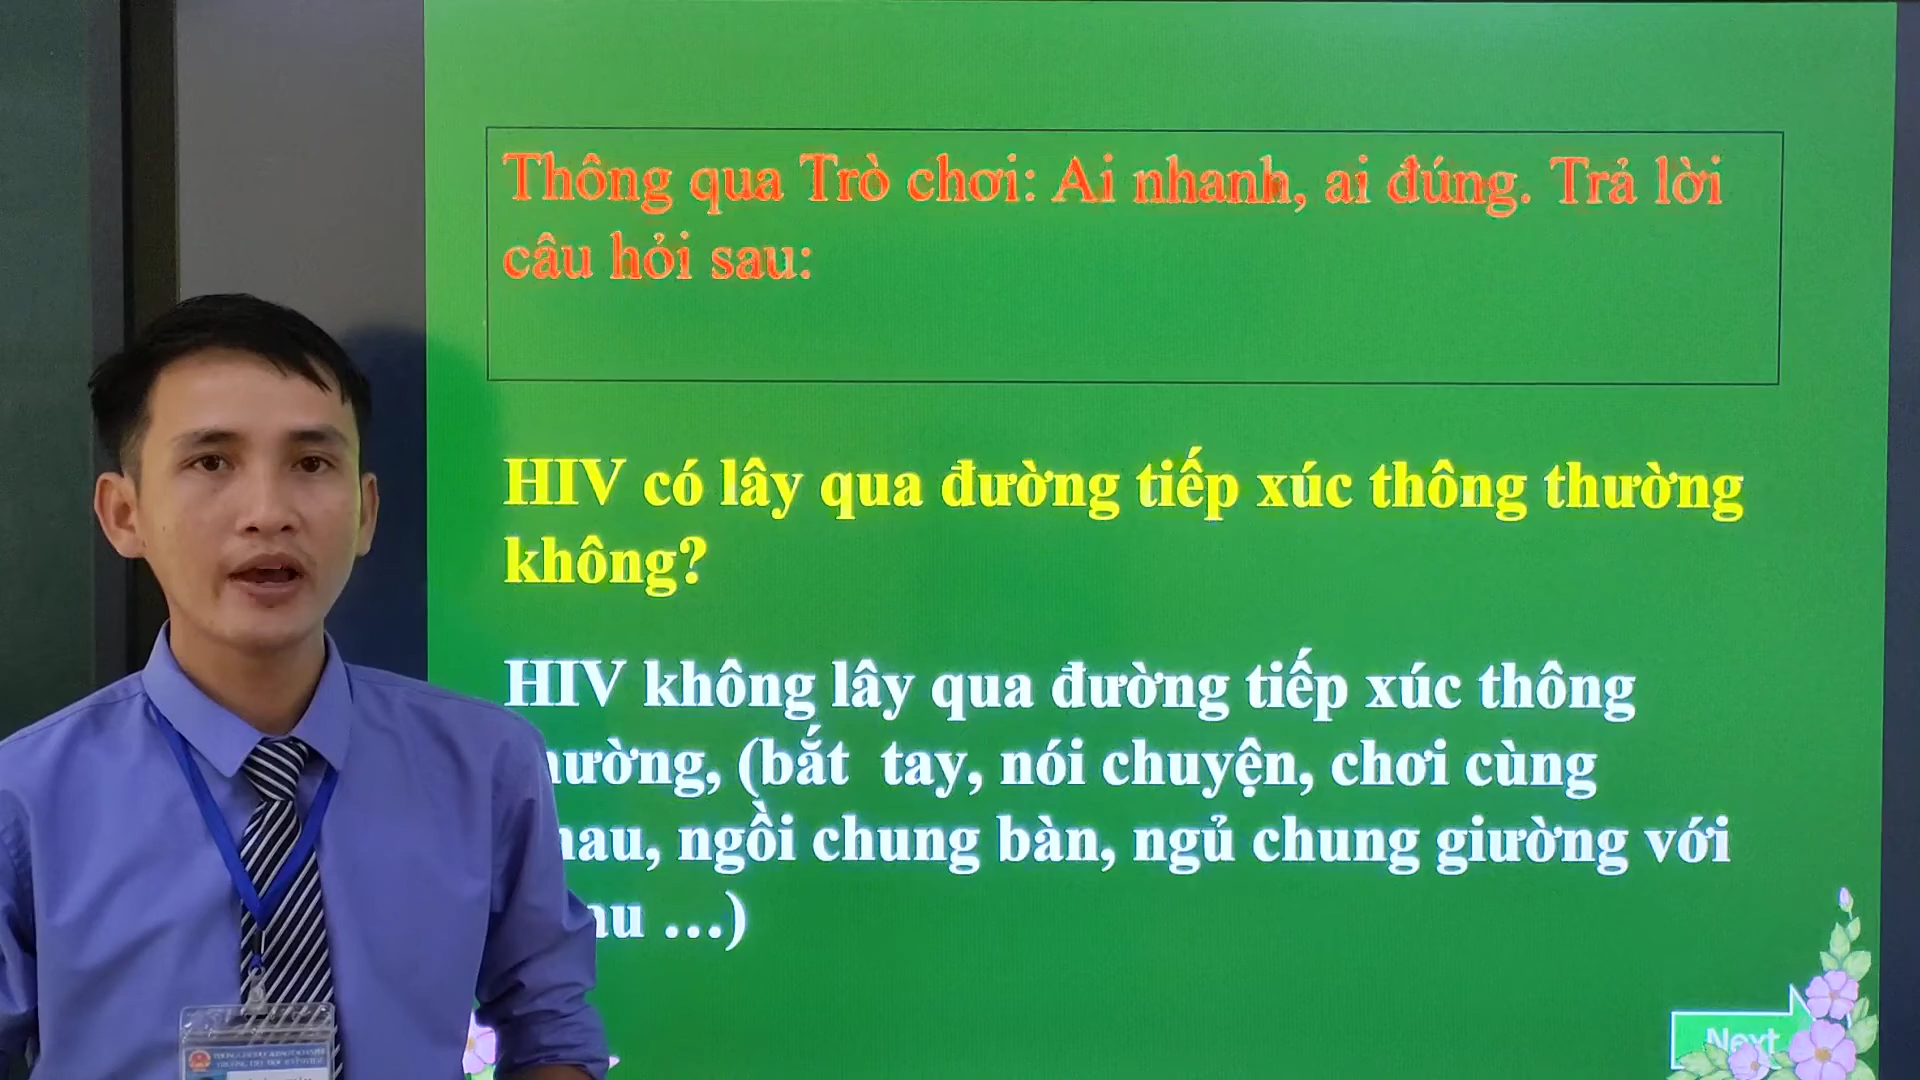 Thông qua Trò chơi: Ai nhanh, ai đúng. Trả lời
câu hỏi sau:
HIV có lây qua đường tiếp xúc thông thường
không?
HIV không lây qua đường tiếp xúc thông
hường, (bắt tay, nói chuyện, chơi cùng
hau, ngồi chung bàn, ngủ chung giường với
...)
Next